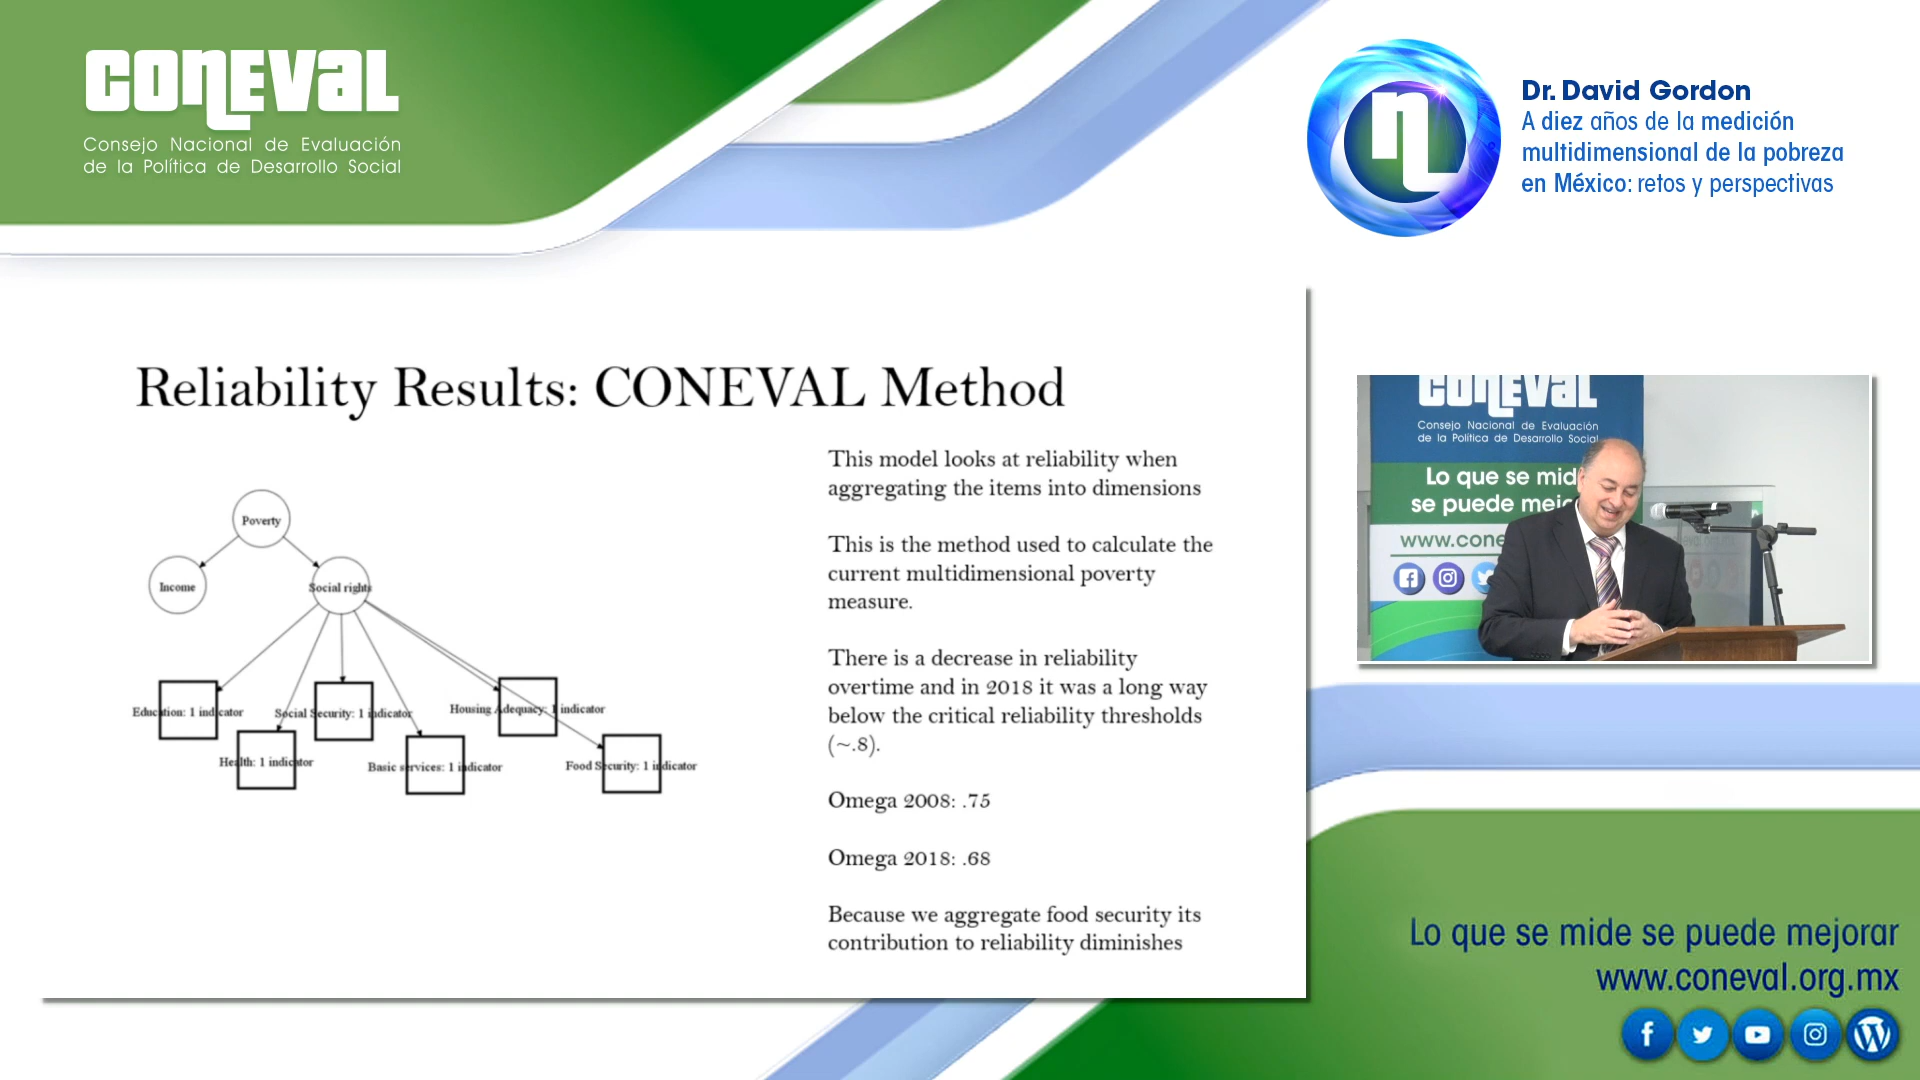 CONEVAL
Consejo Nacional de Evaluación
de la Política de Desarrollo Social
Dr. David Gordon
A diez años de la medición
multidimensional de la pobreza
en México: retos y perspectivas
Reliability Results: CONEVAL Method
Poverty
Income
Social rights
Education: 1 indicator
Social Security: 1 indicator
Housing Adequacy: 1 indicator
Health: 1 indicator
Basic services: 1 indicator
Food Security: 1 indicator
This model looks at reliability when
aggregating the items into dimensions
This is the method used to calculate the
current multidimensional poverty
measure.
There is a decrease in reliability
overtime and in 2018 it was a long way
below the critical reliability thresholds
(~.8).
Omega 2008: .75
Omega 2018: .68
Because we aggregate food security its
contribution to reliability diminishes
CONEVAL
Consejo Nacional de Evaluación
de la Política de Desarrollo Social
Lo que se mid
se puede mejo
www.cone
Lo que se mide se puede mejorar
www.coneval.org.mx